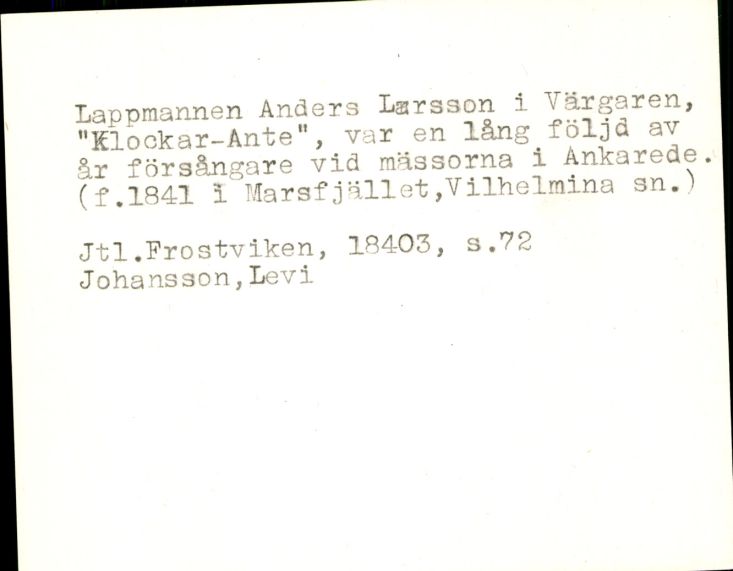 Lappmannen Anders Larsson i Värgaren,
"Klockar-Ante", var en lång följd av
år försångare vid mässorna i Ankarede.
(f.1841 i Marsfjället,Vilhelmina sn.)
Jtl.Frostviken, 18403, s.72
Johansson,Levi